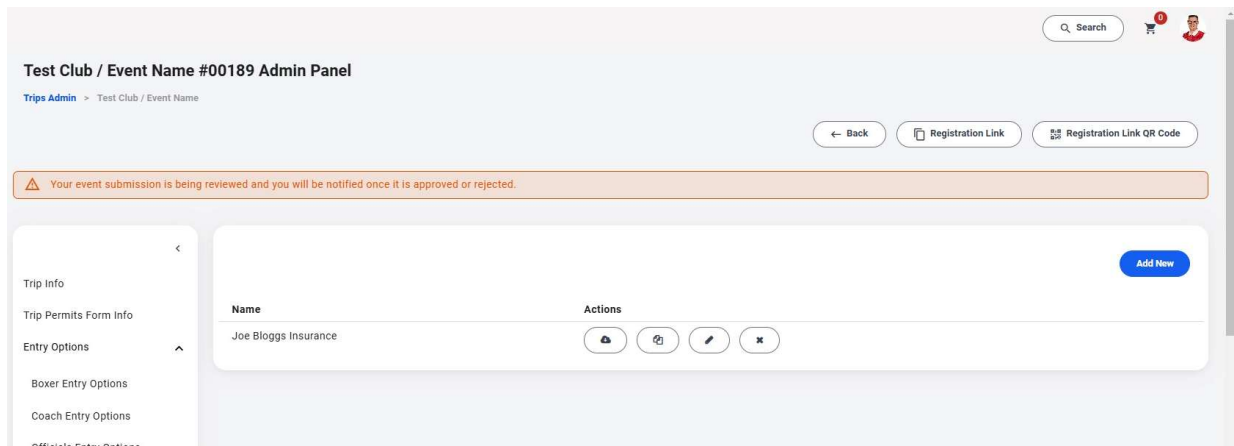 Search
0
Test Club / Event Name #00189 Admin Panel
Trips Admin > Test Club / Event Name
← Back
Registration Link
Registration Link QR Code
Your event submission is being reviewed and you will be notified once it is approved or rejected.
Trip Info
Trip Permits Form Info
Entry Options
Boxer Entry Options
Coach Entry Options
Officials Entry Options
Add New
Name Actions
Joe Bloggs Insurance